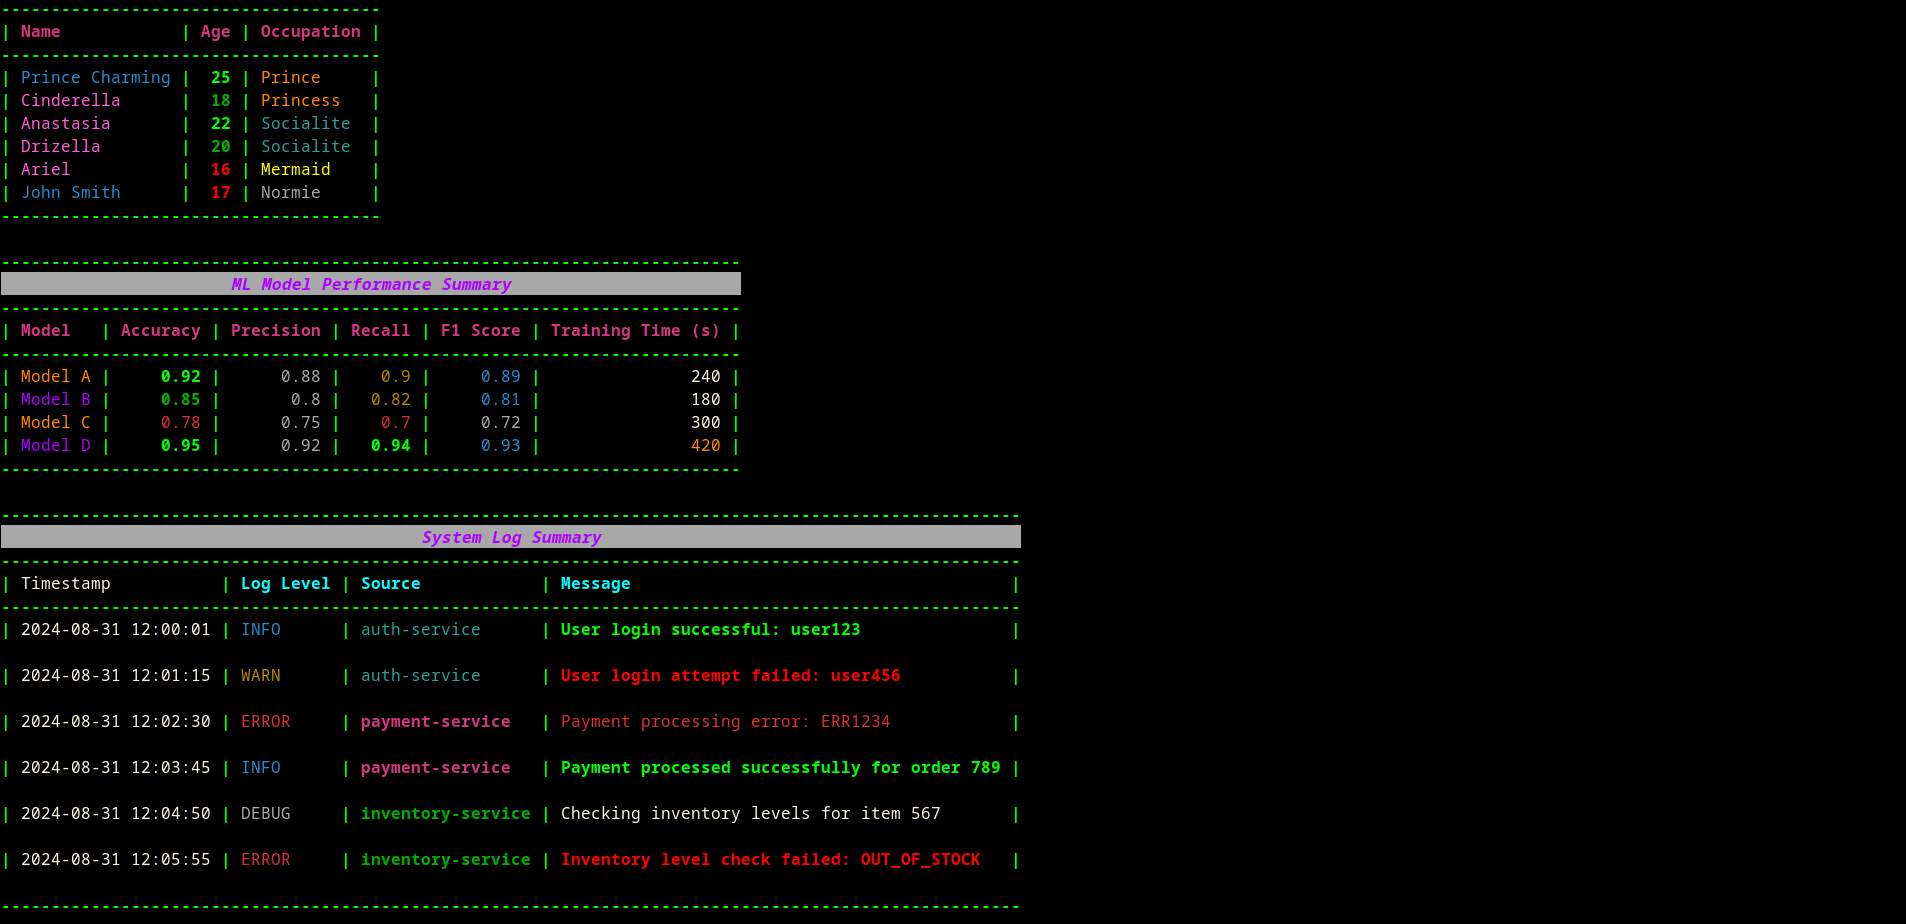 --------------------------------------
| Name            | Age | Occupation |
--------------------------------------
| Prince Charming |  25 | Prince     |
| Cinderella      |  18 | Princess   |
| Anastasia       |  22 | Socialite  |
| Drizella        |  20 | Socialite  |
| Ariel           |  16 | Mermaid    |
| John Smith      |  17 | Normie     |
--------------------------------------
--------------------------------------------------------------------------
ML Model Performance Summary
--------------------------------------------------------------------------
| Model   | Accuracy | Precision | Recall | F1 Score | Training Time (s) |
--------------------------------------------------------------------------
| Model A |     0.92 |      0.88 |    0.9 |     0.89 |               240 |
| Model B |     0.85 |       0.8 |   0.82 |     0.81 |               180 |
| Model C |     0.78 |      0.75 |    0.7 |     0.72 |               300 |
| Model D |     0.95 |      0.92 |   0.94 |     0.93 |               420 |
--------------------------------------------------------------------------
------------------------------------------------------------------------------------------------------
System Log Summary
------------------------------------------------------------------------------------------------------
| Timestamp           | Log Level | Source            | Message                                      |
------------------------------------------------------------------------------------------------------
| 2024-08-31 12:00:01 | INFO      | auth-service      | User login successful: user123               |
| 2024-08-31 12:01:15 | WARN      | auth-service      | User login attempt failed: user456           |
| 2024-08-31 12:02:30 | ERROR     | payment-service   | Payment processing error: ERR1234            |
| 2024-08-31 12:03:45 | INFO      | payment-service   | Payment processed successfully for order 789 |
| 2024-08-31 12:04:50 | DEBUG     | inventory-service | Checking inventory levels for item 567       |
| 2024-08-31 12:05:55 | ERROR     | inventory-service | Inventory level check failed: OUT_OF_STOCK   |
------------------------------------------------------------------------------------------------------